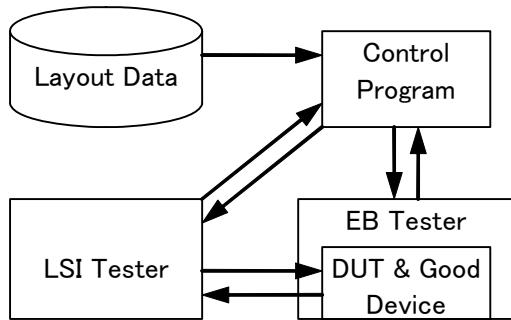 Layout Data
Control
Program
LSI Tester
EB Tester
DUT & Good
Device